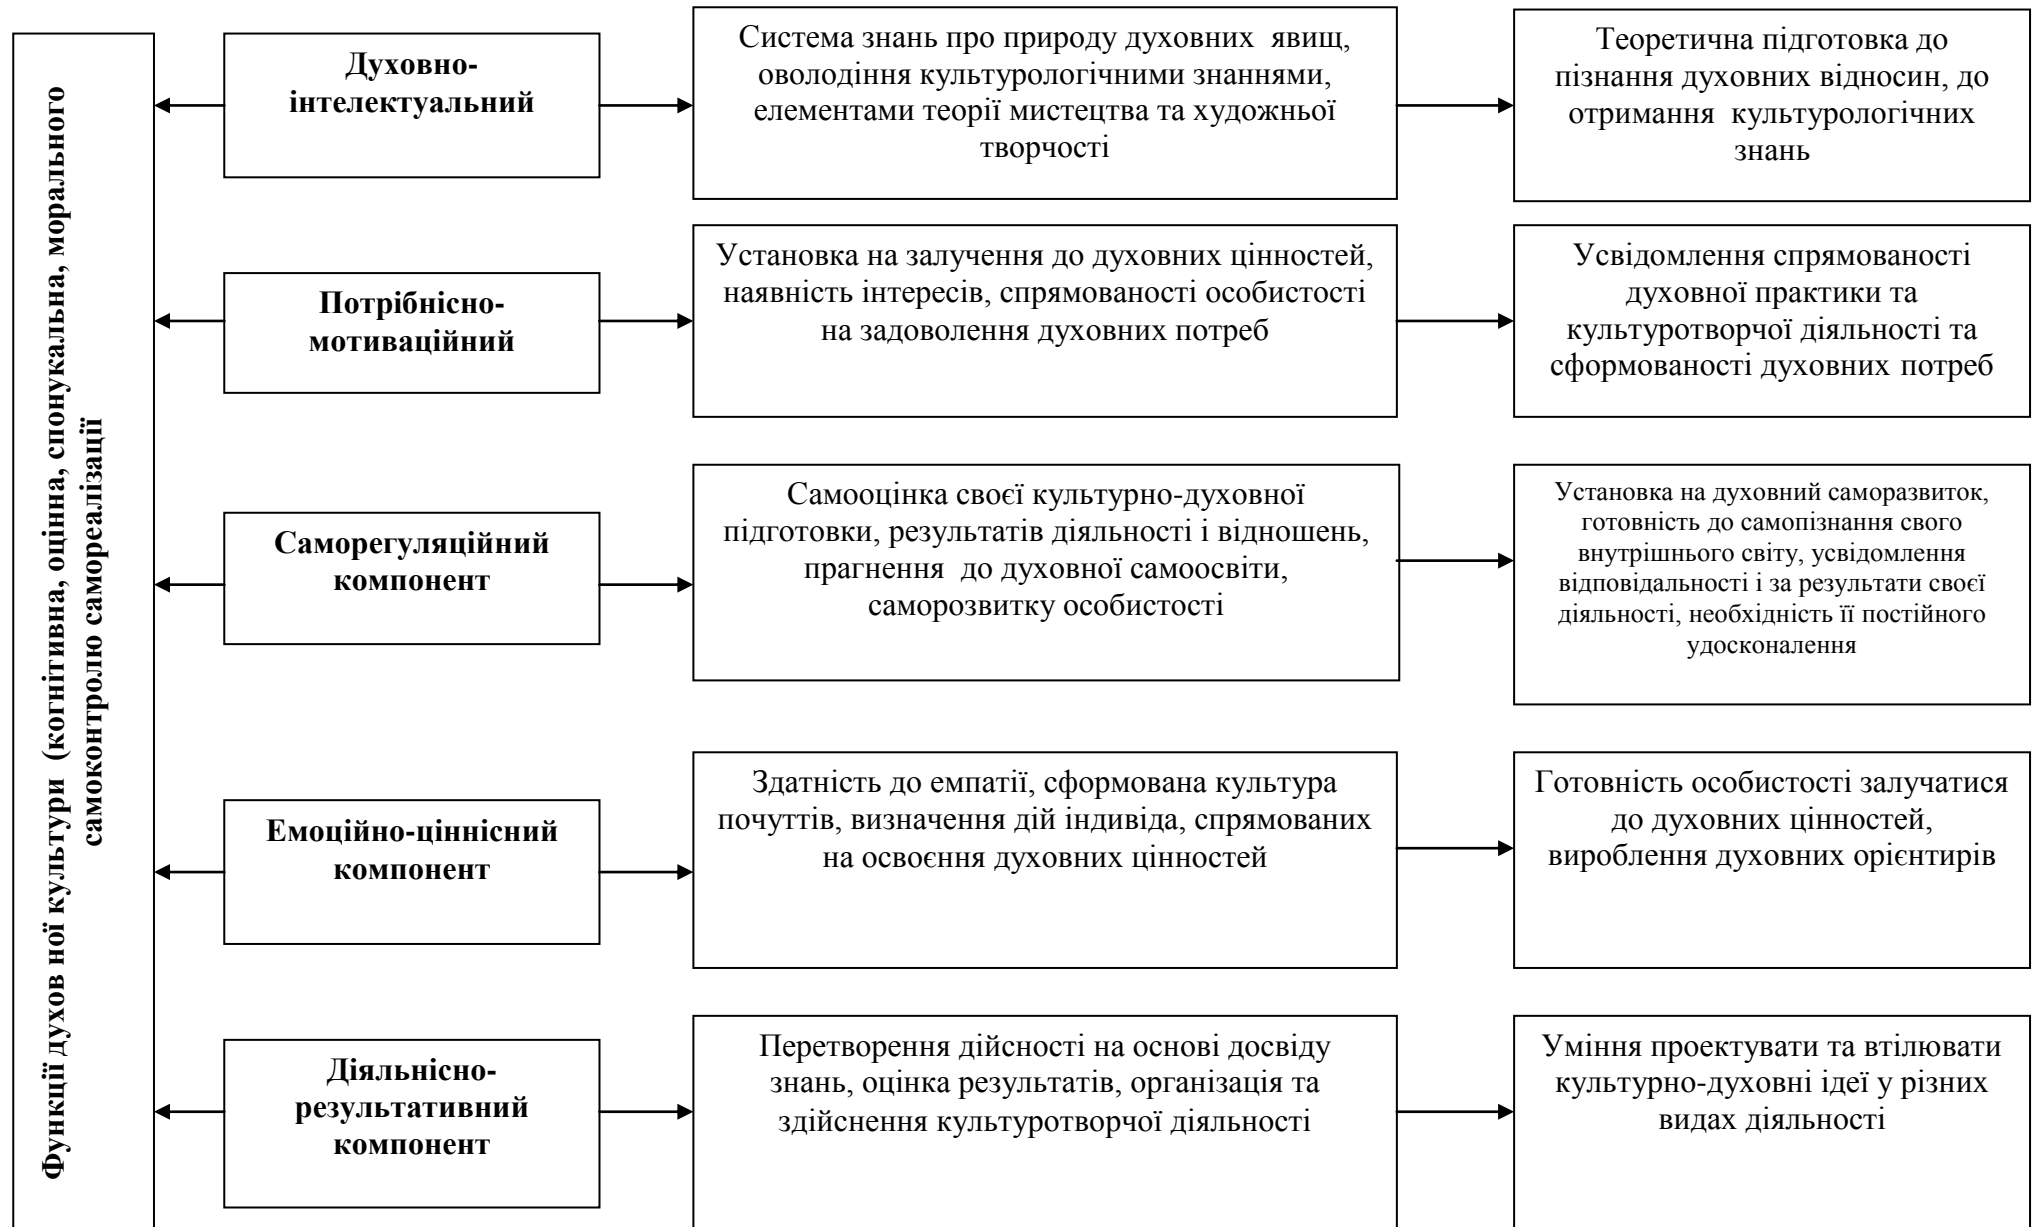 Функції духов ної культури (когнітивна, оцінна, спонукальна, морального
самоконтролю самореалізації
Духовно-
інтелектуальний
Система знань про природу духовних явищ,
оволодіння культурологічними знаннями,
елементами теорії мистецтва та художньої
творчості
Теоретична підготовка до
пізнання духовних відносин, до
отримання культурологічних
знань
Потрібнісно-
мотиваційний
Установка на залучення до духовних цінностей,
наявність інтересів, спрямованості особистості
на задоволення духовних потреб
Усвідомлення спрямованості
духовної практики та
культуротворчої діяльності та
сформованості духовних потреб
Саморегуляційний
компонент
Самооцінка своєї культурно-духовної
підготовки, результатів діяльності і відношень,
прагнення до духовної самоосвіти,
саморозвитку особистості
Установка на духовний саморазвиток,
готовність до самопізнання свого
внутрішнього світу, усвідомлення
відповідальності і за результати своєї
діяльності, необхідність її постійного
удосконалення
Емоційно-ціннісний
компонент
Здатність до емпатії, сформована культура
почуттів, визначення дій індивіда, спрямованих
на освоєння духовних цінностей
Готовність особистості залучатися
до духовних цінностей,
вироблення духовних орієнтирів
Діяльнісно-
результативний
компонент
Перетворення дійсності на основі досвіду
знань, оцінка результатів, організація та
здійснення культуротворчої діяльності
Уміння проектувати та втілювати
культурно-духовні ідеї у різних
видах діяльності